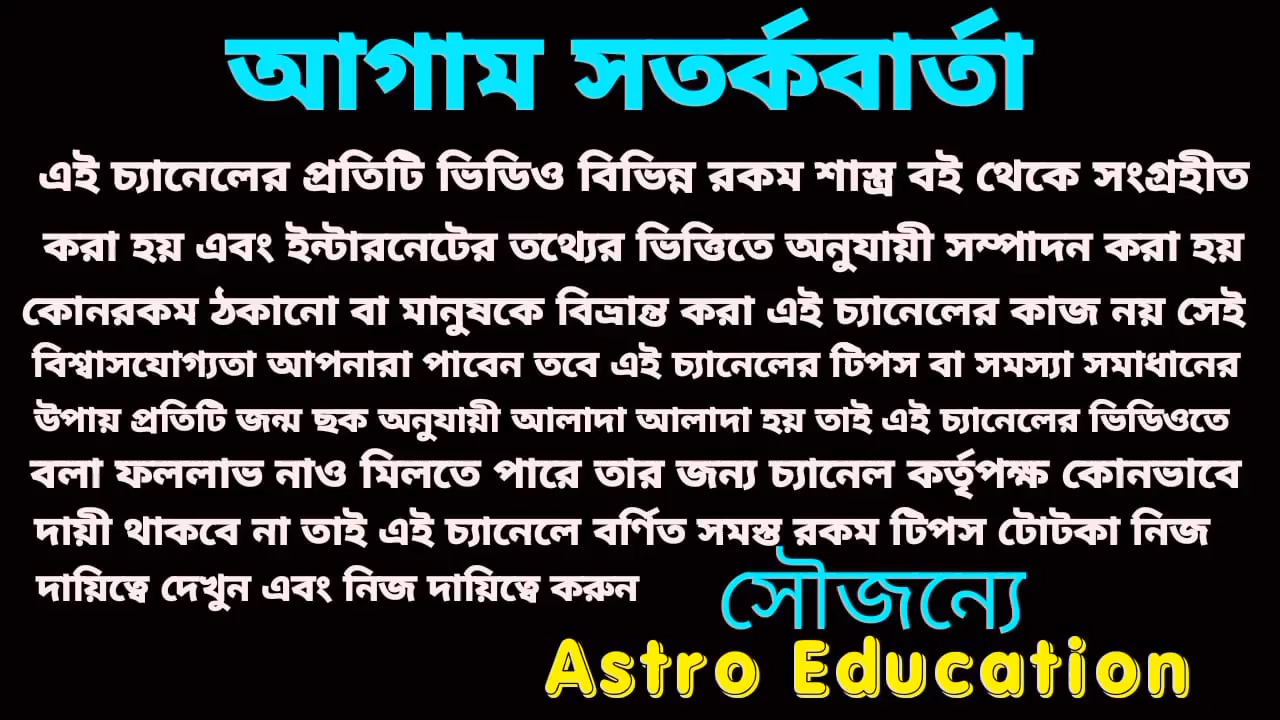 আগাম সতর্কবার্তা
এই চ্যানেলের প্রতিটি ভিডিও বিভিন্ন রকম শাস্ত্র বই থেকে সংগ্রহীত
করা হয় এবং ইন্টারনেটের তথ্যের ভিত্তিতে অনুযায়ী সম্পাদন করা হয়
কোনরকম ঠকানো বা মানুষকে বিভ্রান্ত করা এই চ্যানেলের কাজ নয় সেই
বিশ্বাসযোগ্যতা আপনারা পাবেন তবে এই চ্যানেলের টিপস বা সমস্যা সমাধানের
উপায় প্রতিটি জন্ম ছক অনুযায়ী আলাদা আলাদা হয় তাই এই চ্যানেলের ভিডিওতে
বলা ফললাভ নাও মিলতে পারে তার জন্য চ্যানেল কর্তৃপক্ষ কোনভাবে
দায়ী থাকবে না তাই এই চ্যানেলে বর্ণিত সমস্ত রকম টিপস টোটকা নিজ
দায়িত্বে দেখুন এবং নিজ দায়িত্বে করুন
সৌজন্যে
Astro Education